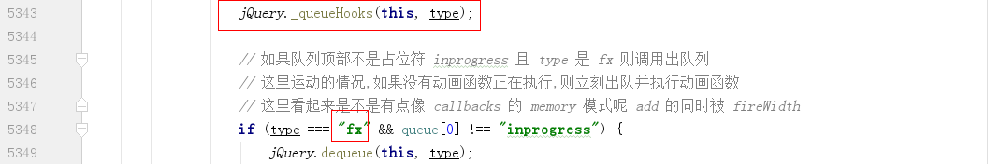 5343 jQuery._queueHooks(this, type);
5344
5345 // 如果队列顶部不是占位符 inprogress 且 type 是 fx 则调用出队列
5346 // 这里运动的情况,如果没有动画函数正在执行,则立刻出队并执行动画函数
5347 // 这里看起来是不是有点像 callbacks 的 memory 模式呢 add 的同时被 fireWidth
5348 if (type === "fx" && queue[0] !== "inprogress") {
5349 jQuery.dequeue(this, type);